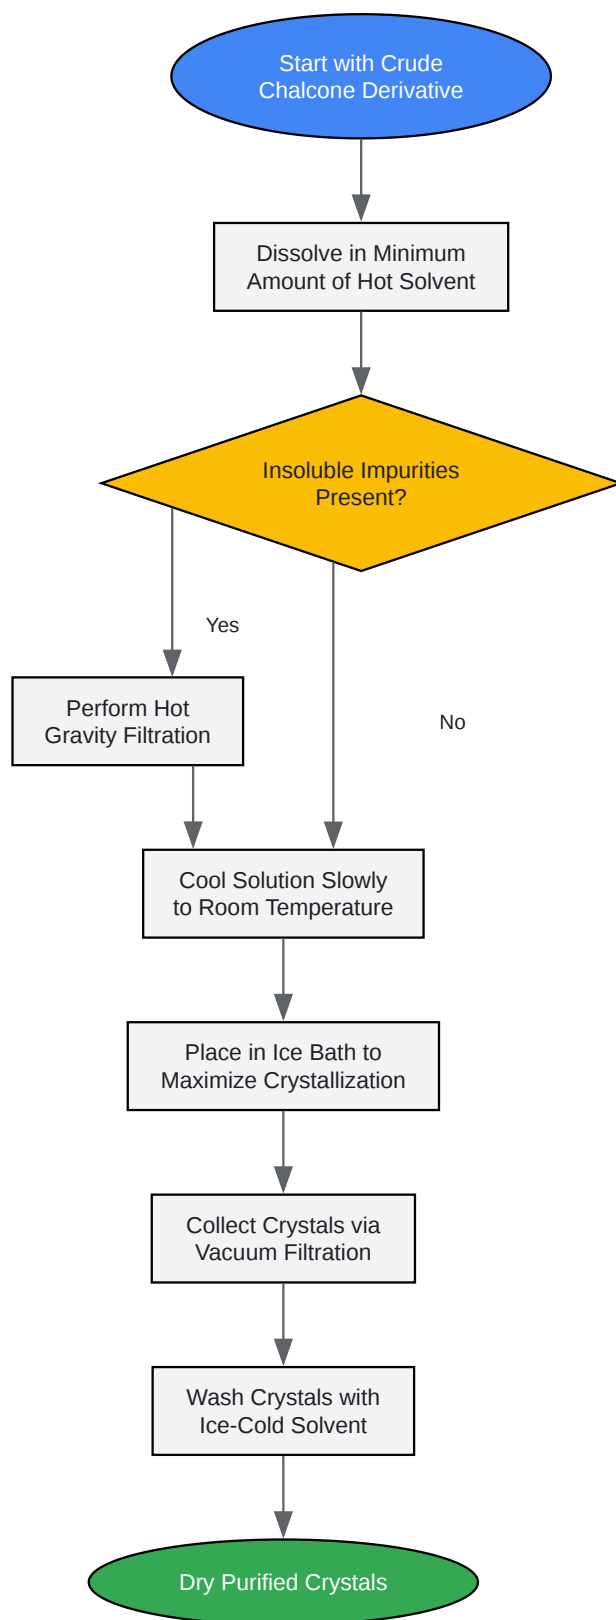 Start with Crude
Chalcone Derivative
Dissolve in Minimum
Amount of Hot Solvent
Insoluble Impurities
Present?
Yes
Perform Hot
Gravity Filtration
No
Cool Solution Slowly
to Room Temperature
Place in Ice Bath to
Maximize Crystallization
Collect Crystals via
Vacuum Filtration
Wash Crystals with
Ice-Cold Solvent
Dry Purified Crystals